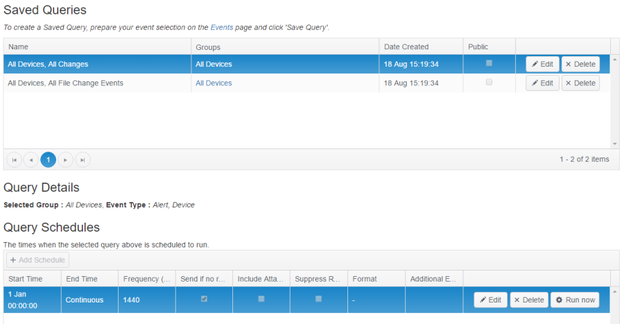 Saved Queries
To create a Saved Query, prepare your event selection on the Events page and click 'Save Query'.
Name Groups Date Created Public
All Devices, All Changes All Devices 18 Aug 15:19:34 Edit Delete
All Devices, All File Change Events All Devices 18 Aug 15:19:34 Edit Delete
1 1 - 2 of 2 items
Query Details
Selected Group : All Devices, Event Type : Alert, Device
Query Schedules
The times when the selected query above is scheduled to run.
+ Add Schedule
Start Time End Time Frequency (... Send if no r... Include Atta... Suppress R... Format Additional E...
1 Jan
00:00:00 Continuous 1440 - Edit Delete Run now